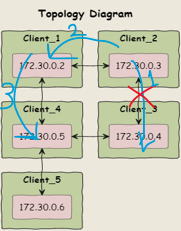 Topology Diagram
Client_1 Client_2
2
172.30.0.2 172.30.0.3
3
Client_4 Client_3
172.30.0.5 172.30.0.4
Client_5
172.30.0.6